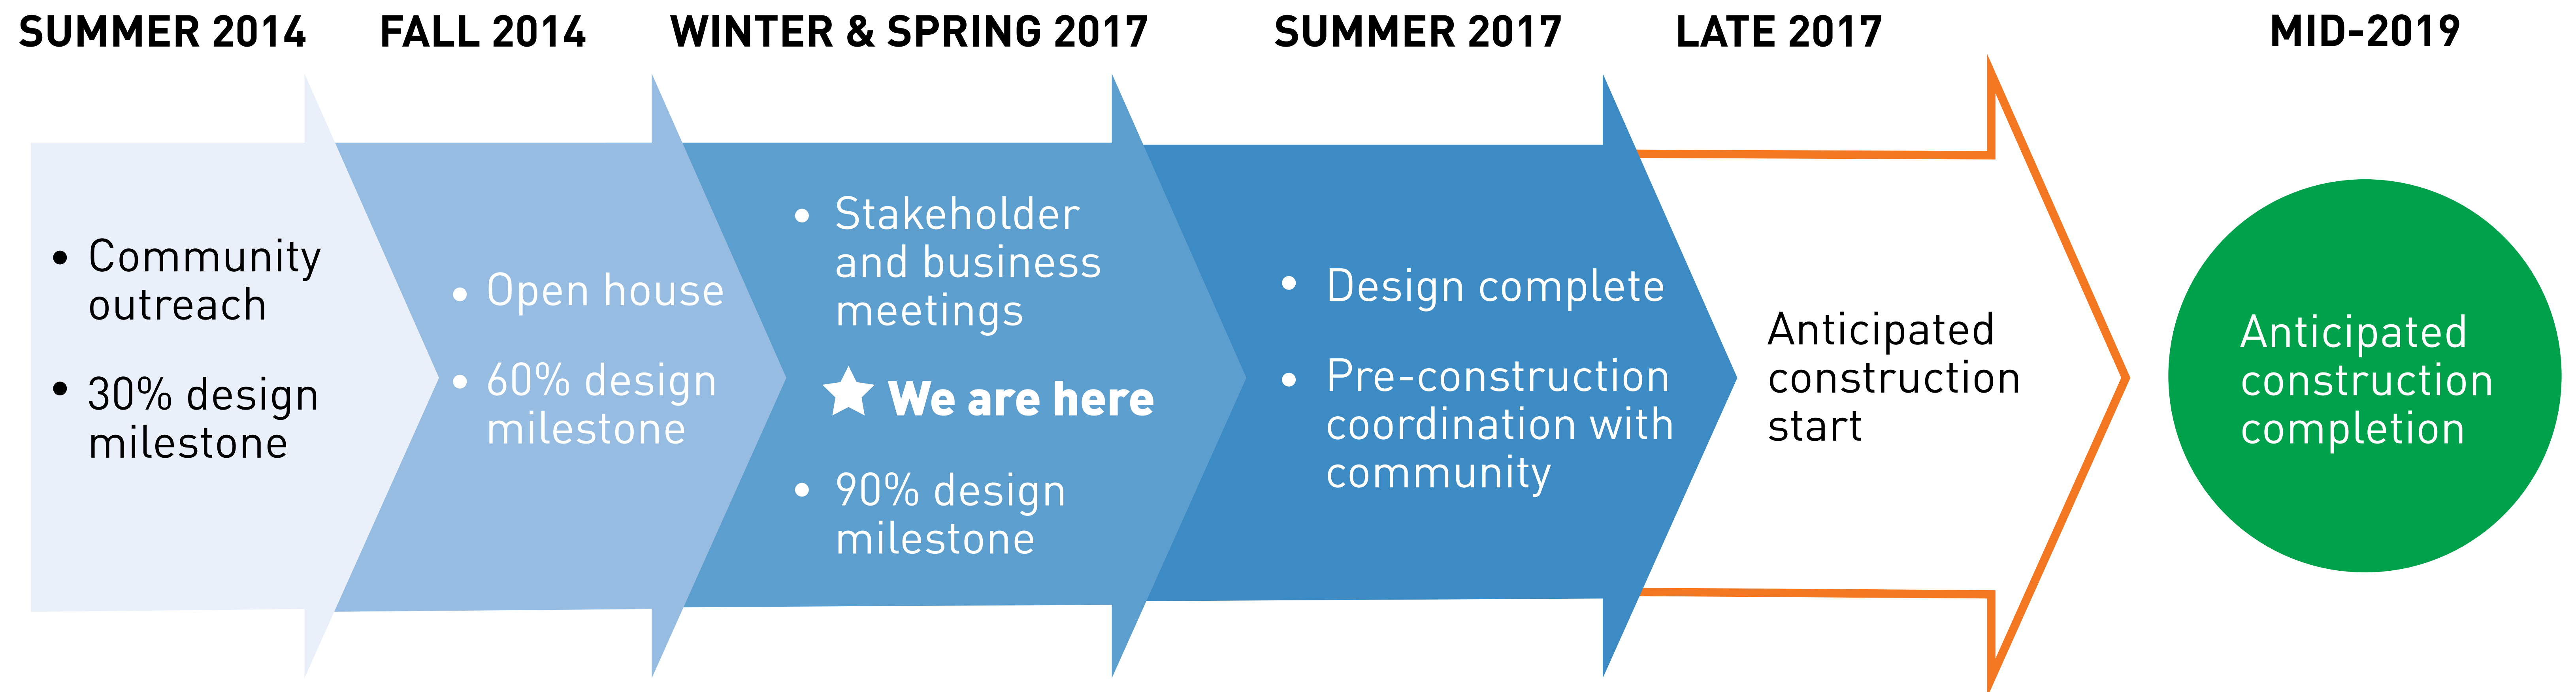 SUMMER 2014
FALL 2014
WINTER & SPRING 2017
SUMMER 2017
LATE 2017
MID-2019
• Community
outreach
• 30% design
milestone
• Open house
• 60% design
milestone
• Stakeholder
and business
meetings
We are here
• 90% design
milestone
• Design complete
• Pre-construction
coordination with
community
Anticipated
construction
start
Anticipated
construction
completion